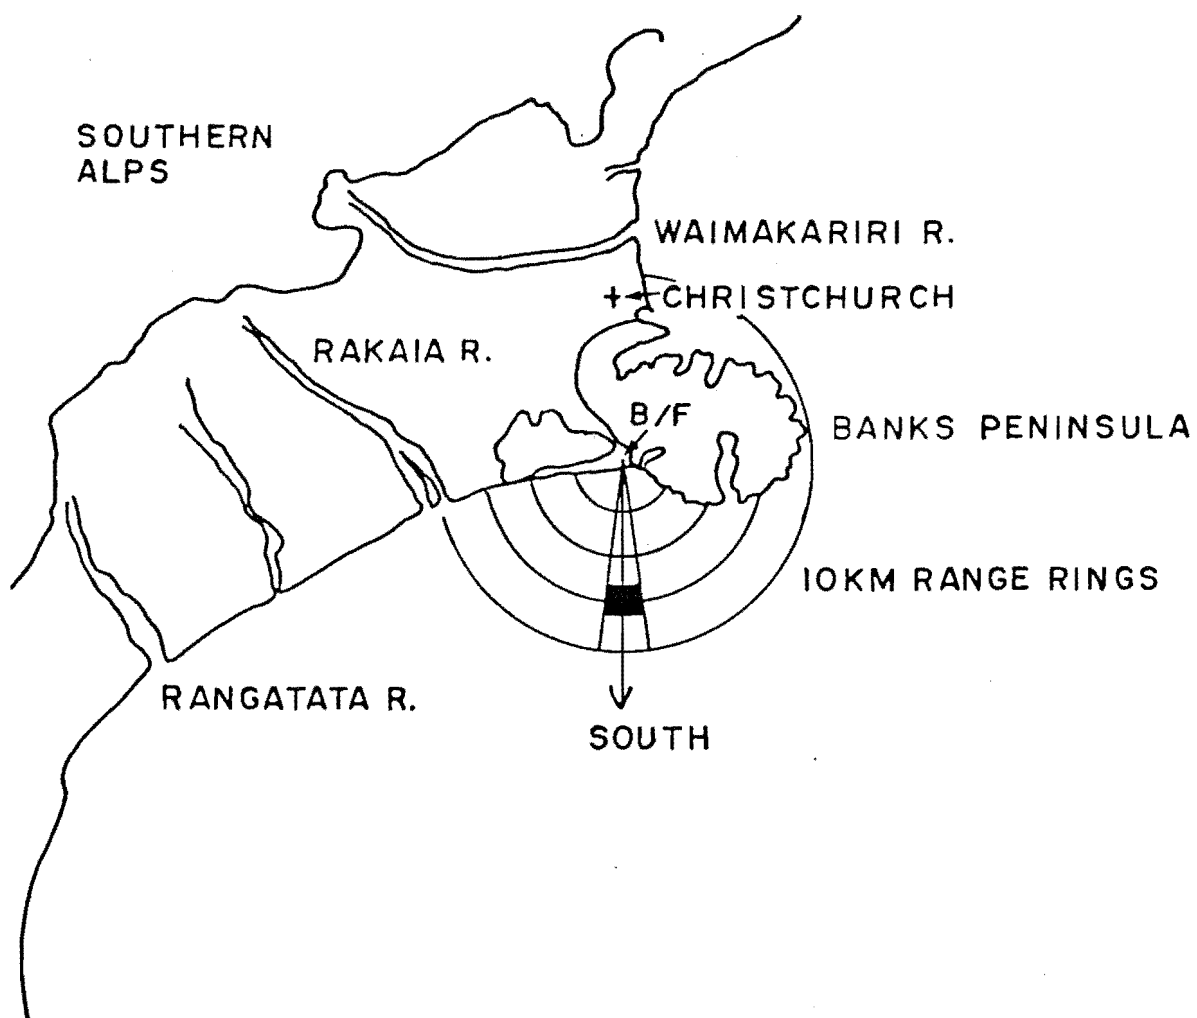 SOUTHERN
ALPS
WAIMAKARIRI R.
CHRISTCHURCH
RAKAIA R.
B/F
BANKS PENINSULA
10KM RANGE RINGS
RANGATATA R.
SOUTH